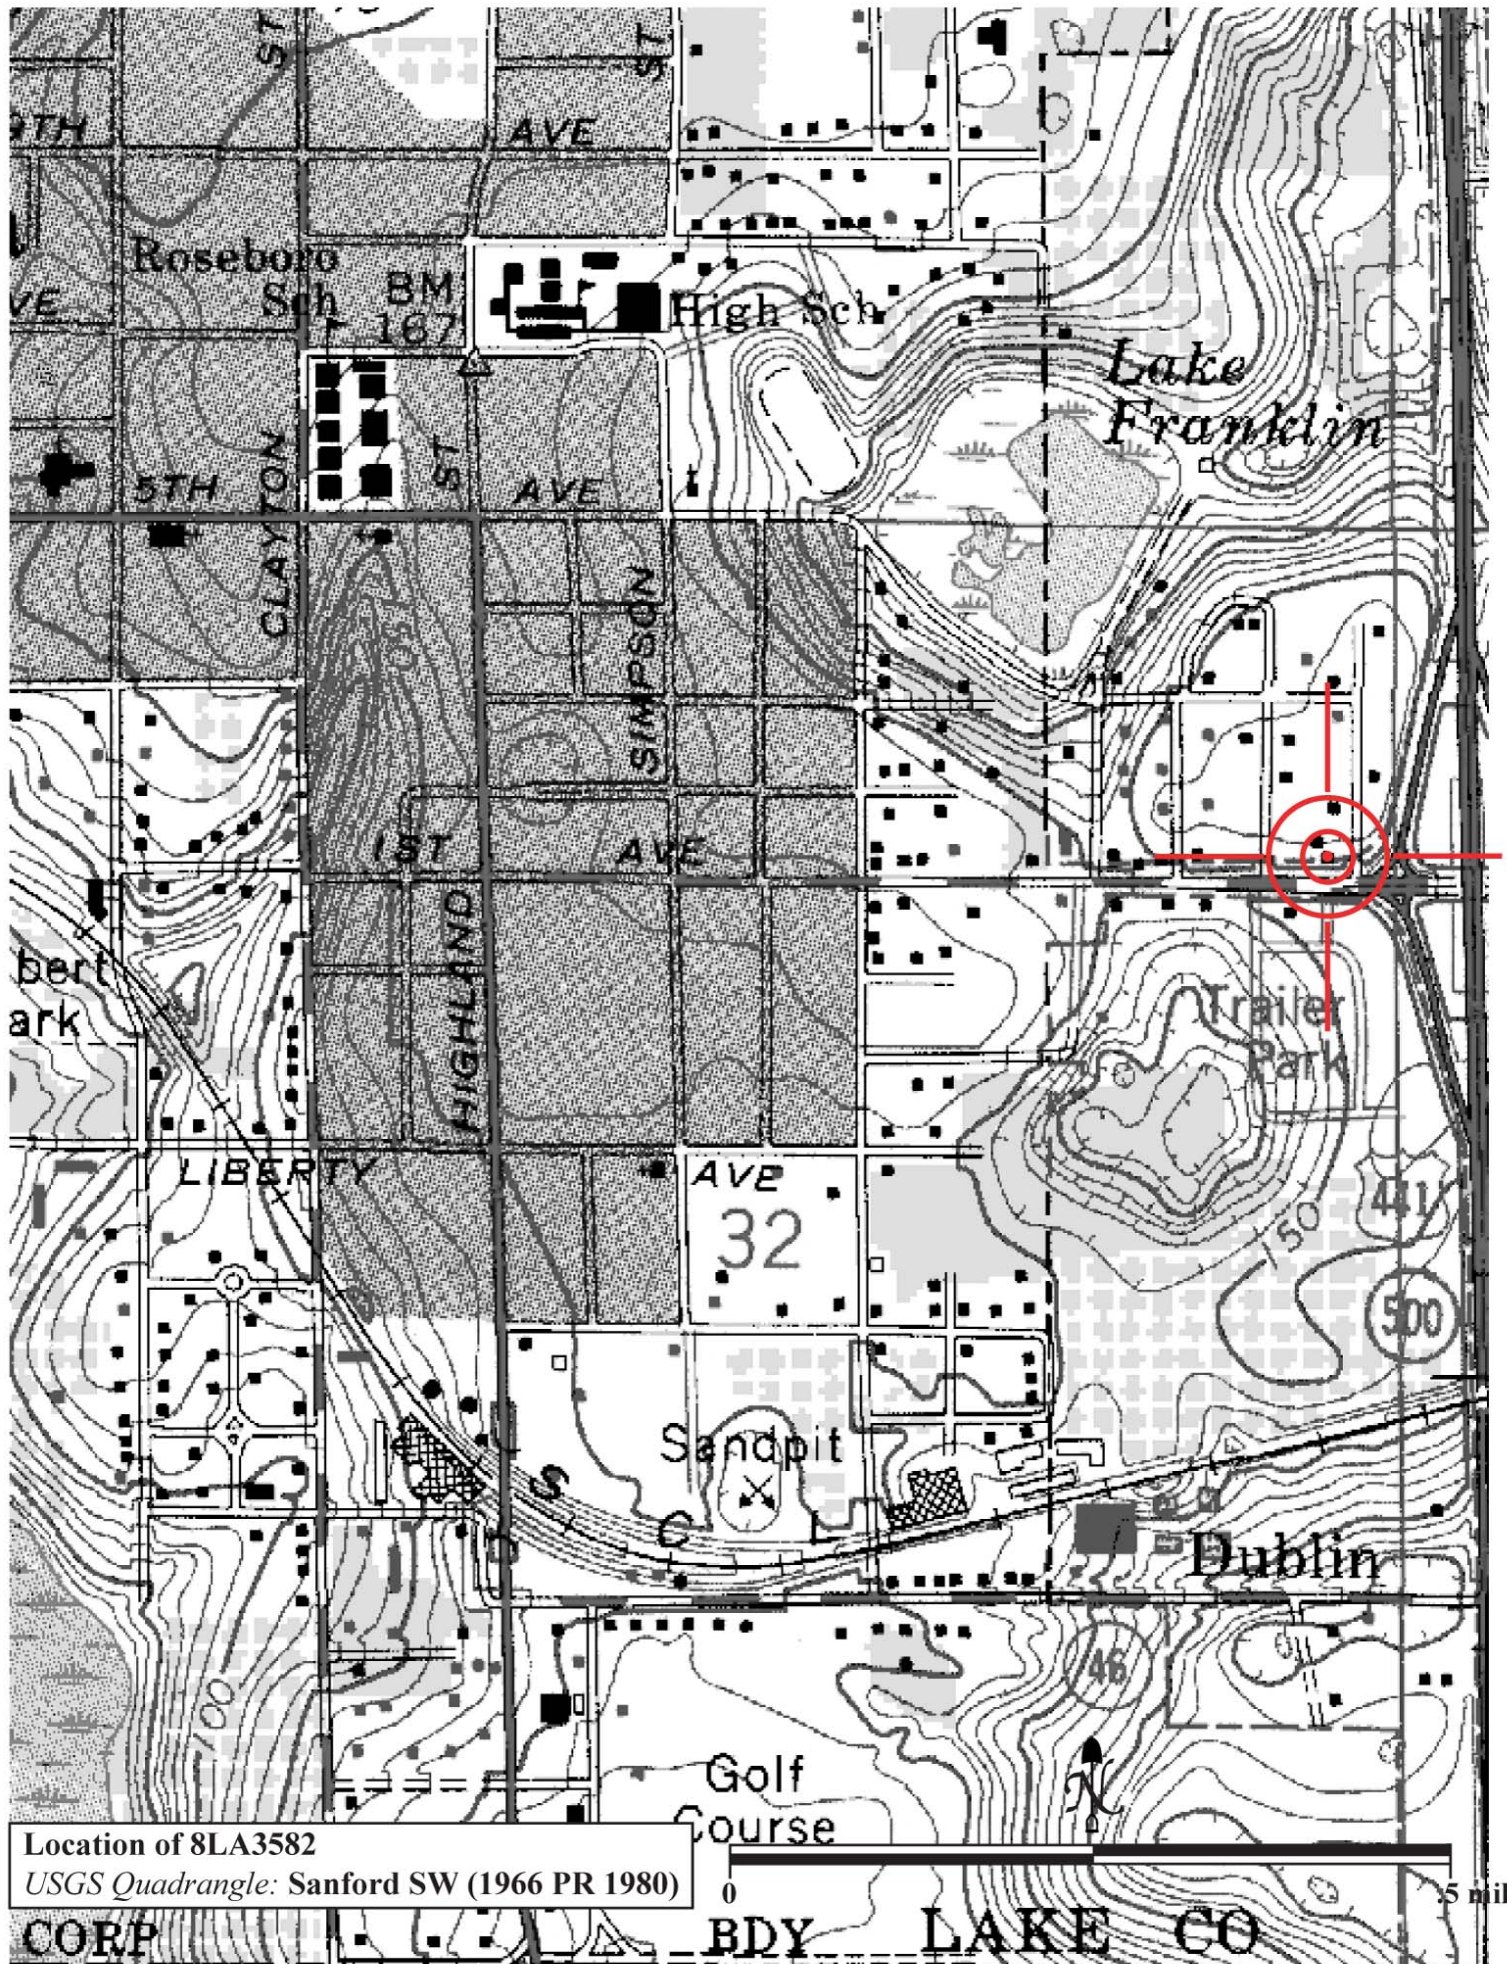 ST
ST
9TH
AVE
Roseboro
Sch
BM
167
High Sch
VE
Lake
Franklin
5TH
ST
AVE
CLAYTON
SIMPSON
1ST
AVE
HIGHLAND
bert
ark
Trailer
Park
LIBERTY
AVE
32
441
150
500
Sandpit
S
C
L
Dublin
46
100
Golf
Course
N
Location of 8LA3582
USGS Quadrangle: Sanford SW (1966 PR 1980)
0
.5 mil
CORP
BDY
LAKE CO